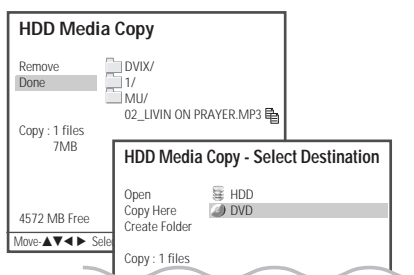 HDD Media Copy
Remove
Done
DVIX/
1/
MU/
02_LIVIN ON PRAYER.MP3
Copy : 1 files
7MB
4572 MB Free
Move-▲▼◀ ▶ Sele
HDD Media Copy - Select Destination
Open
Copy Here
Create Folder
HDD
DVD
Copy : 1 files